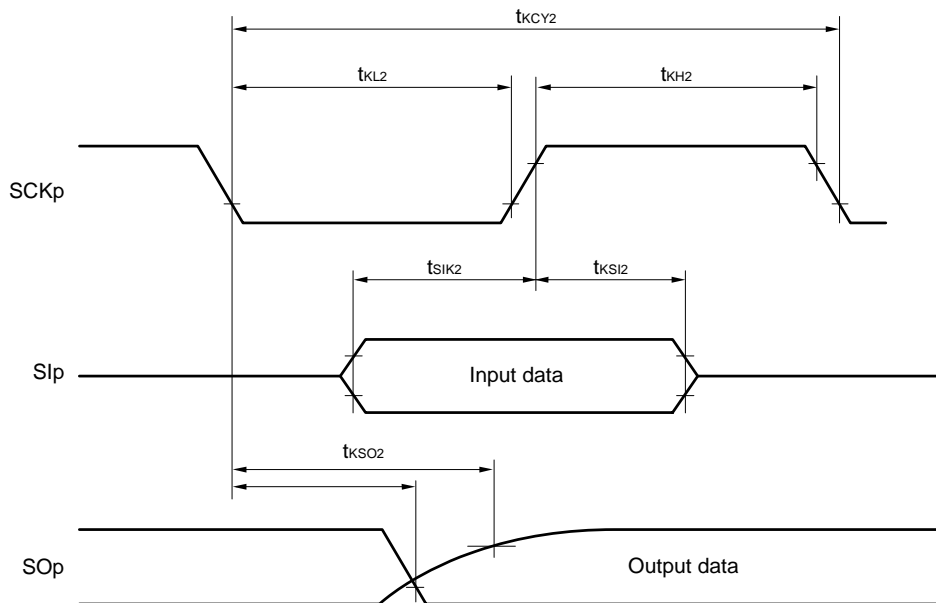 tKCY2
tKL2
tKH2
SCKp
tSIK2
tKSI2
SIp
Input data
tKSO2
SOp
Output data